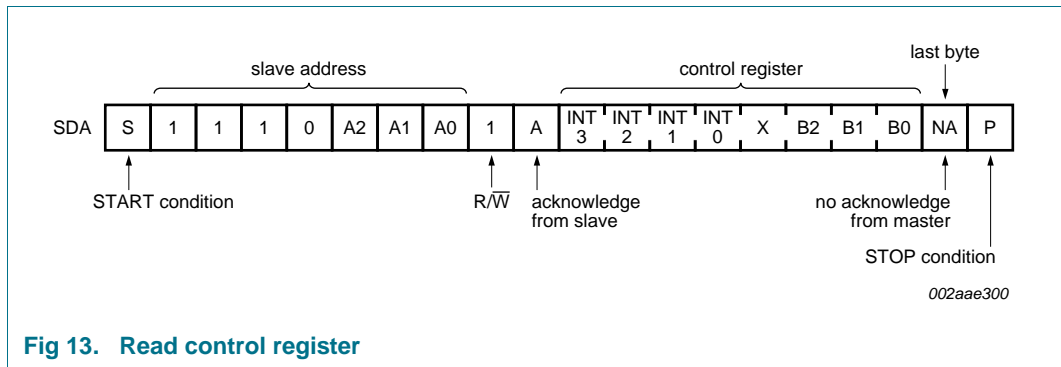 last byte
slave address control register
SDA S 1 1 1 0 A2 A1 A0 1 A INT 3 INT 2 INT 1 INT 0 X B2 B1 B0 NA P
START condition R/W̅ acknowledge from slave no acknowledge from master
STOP condition
002aae300
Fig 13. Read control register